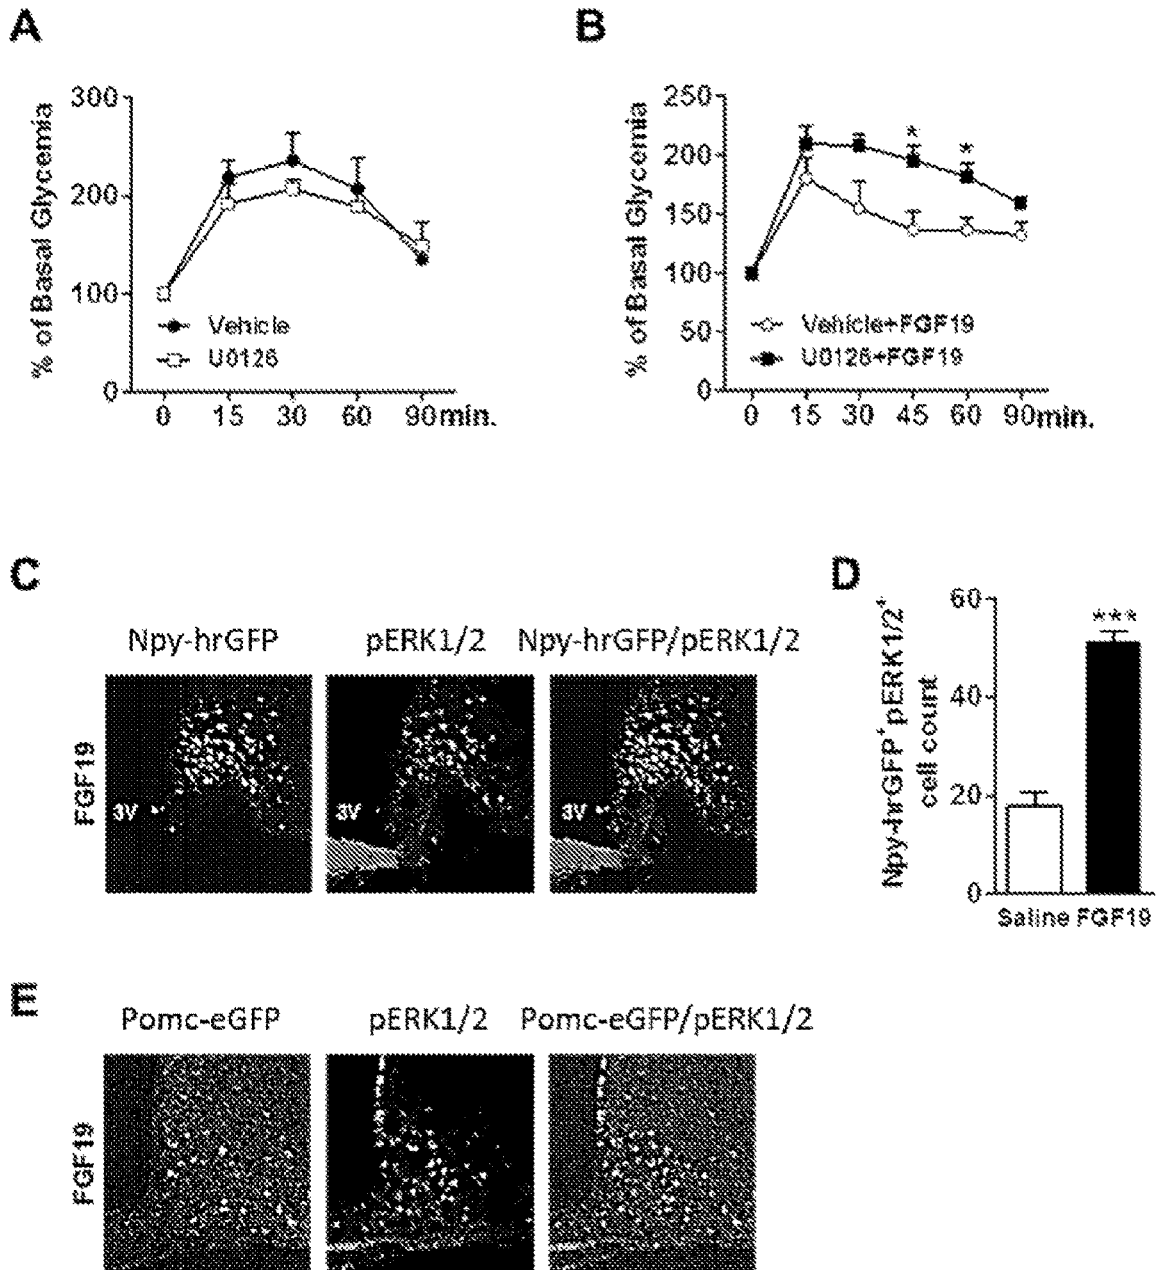 A
% of Basal Glycemia
300
200
100
0
0 15 30 60 90min.
Vehicle
U0126
B
% of Basal Glycemia
250
200
150
100
50
0
* *
0 15 30 45 60 90min.
Vehicle+FGF19
U0126+FGF19
C
Npy-hrGFP pERK1/2 Npy-hrGFP/pERK1/2
FGF19
3V 3V 3V
D
Npy-hrGFP⁺pERK1/2⁺
cell count
60
40
20
0
***
Saline FGF19
E
Pomc-eGFP pERK1/2 Pomc-eGFP/pERK1/2
FGF19